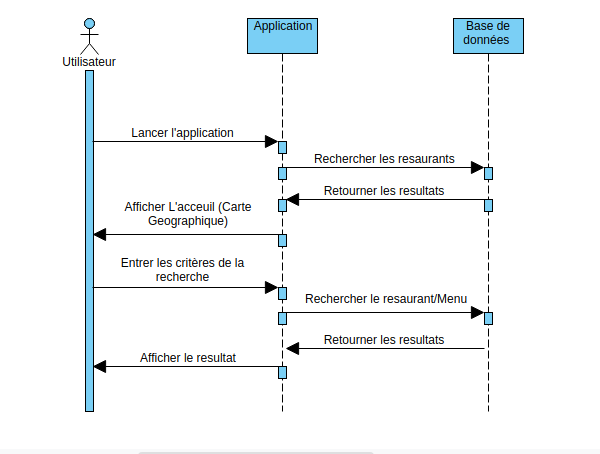 Utilisateur
Application
Base de
données
Lancer l'application
Rechercher les resaurants
Retourner les resultats
Afficher L'acceuil (Carte
Geographique)
Entrer les critères de la
recherche
Rechercher le resaurant/Menu
Retourner les resultats
Afficher le resultat